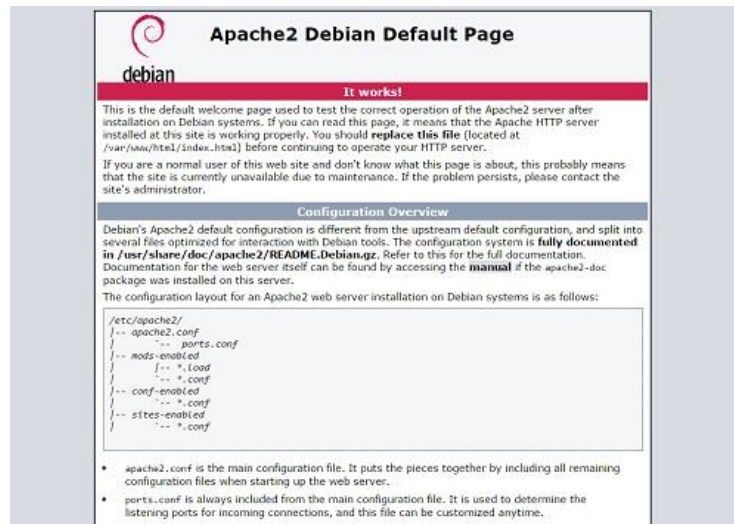 debian
Apache2 Debian Default Page
It works!
This is the default welcome page used to test the correct operation of the Apache2 server after
installation on Debian systems. If you can read this page, it means that the Apache HTTP server
installed at this site is working properly. You should replace this file (located at
/var/www/html/index.html) before continuing to operate your HTTP server.
If you are a normal user of this web site and don't know what this page is about, this probably means
that the site is currently unavailable due to maintenance. If the problem persists, please contact the
site's administrator.
Configuration Overview
Debian's Apache2 default configuration is different from the upstream default configuration, and split into
several files optimized for interaction with Debian tools. The configuration system is fully documented
in /usr/share/doc/apache2/README.Debian.gz. Refer to this for the full documentation.
Documentation for the web server itself can be found by accessing the manual if the apache2-doc
package was installed on this server.
The configuration layout for an Apache2 web server installation on Debian systems is as follows:
/etc/apache2/
|-- apache2.conf
|       `--  ports.conf
|-- mods-enabled
|       |-- *.load
|       `-- *.conf
|-- conf-enabled
|       `-- *.conf
|-- sites-enabled
|       `-- *.conf
• apache2.conf is the main configuration file. It puts the pieces together by including all remaining
configuration files when starting up the web server.
• ports.conf is always included from the main configuration file. It is used to determine the
listening ports for incoming connections, and this file can be customized anytime.